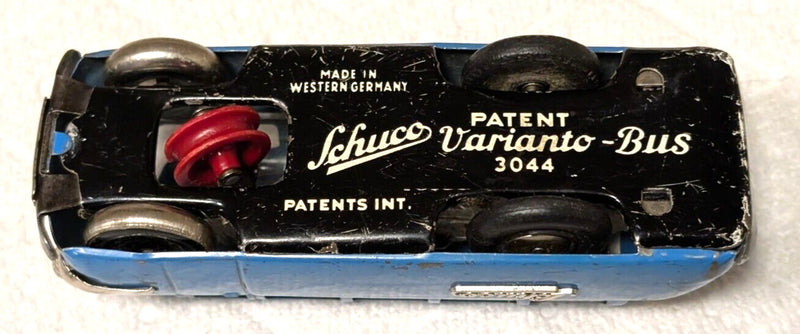 MADE IN
WESTERN GERMANY
Schuco
PATENT
Varianto-Bus
3044
PATENTS INT.